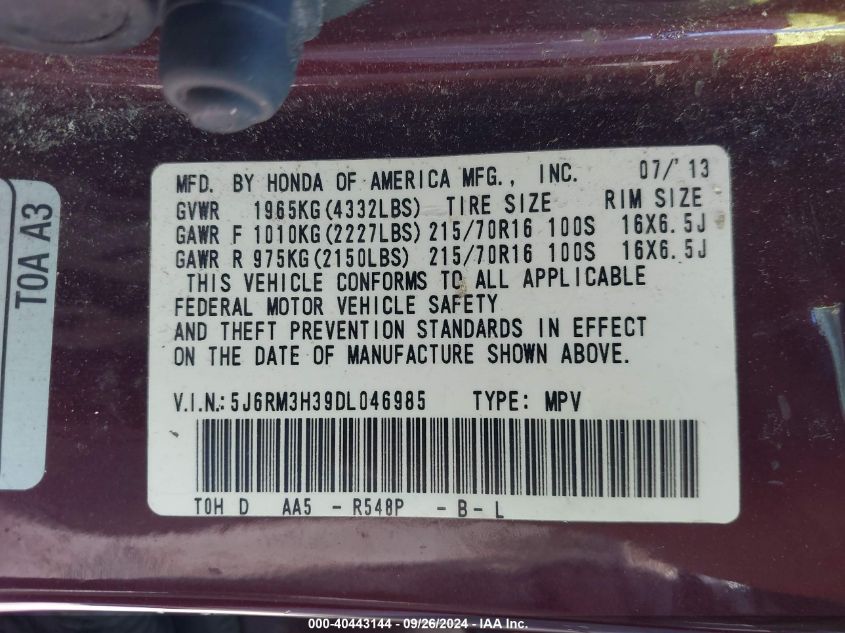 MFD. BY HONDA OF AMERICA MFG., INC. 07/'13
GVWR 1965KG(4332LBS) TIRE SIZE RIM SIZE
GAWR F 1010KG(2227LBS) 215/70R16 100S 16X6.5J
GAWR R 975KG(2150LBS) 215/70R16 100S 16X6.5J
THIS VEHICLE CONFORMS TO ALL APPLICABLE
FEDERAL MOTOR VEHICLE SAFETY
AND THEFT PREVENTION STANDARDS IN EFFECT
ON THE DATE OF MANUFACTURE SHOWN ABOVE.
V.I.N.: 5J6RM3H39DL046985 TYPE: MPV
T0H D AA5 - R548P - B - L
T0A A3
000-40443144 - 09/26/2024 - IAA Inc.